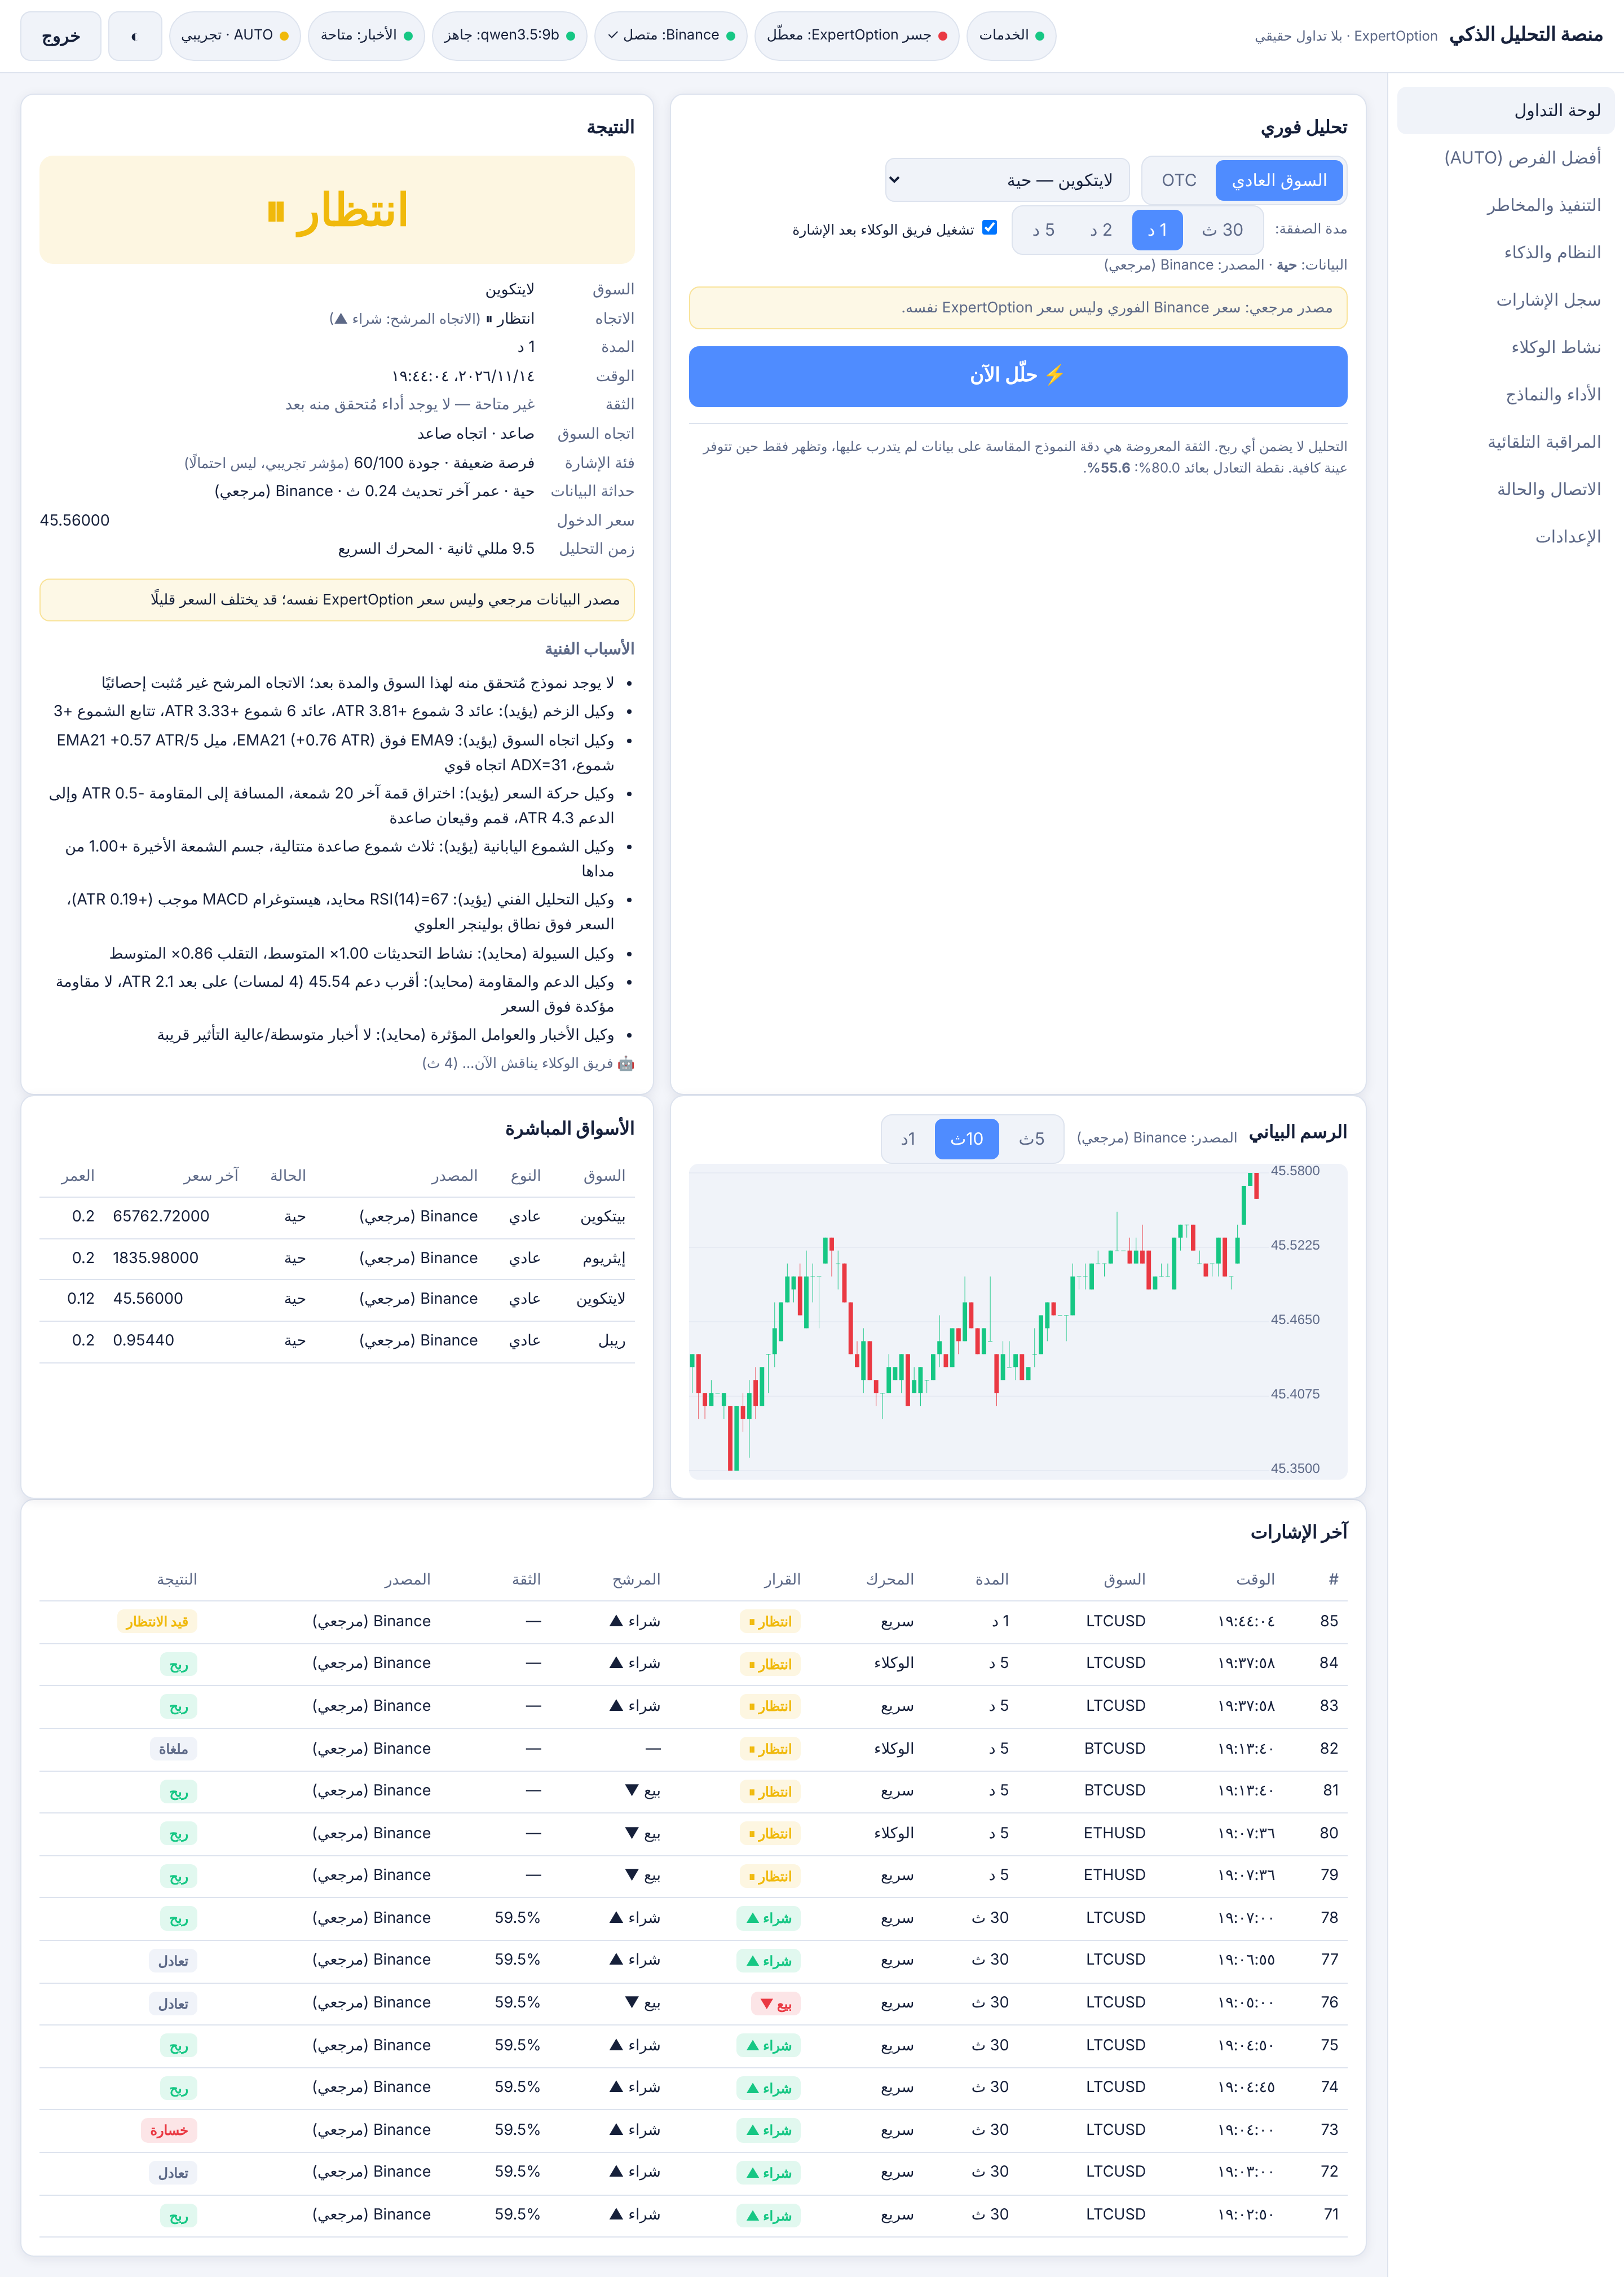 منصة التحليل الذكي ExpertOption · بلا تداول حقيقي
الخدمات
جسر ExpertOption: معطّل
Binance: متصل ✓
qwen3.5:9b: جاهز
الأخبار: متاحة
AUTO · تجريبي
خروج
لوحة التداول
أفضل الفرص (AUTO)
التنفيذ والمخاطر
النظام والذكاء
سجل الإشارات
نشاط الوكلاء
الأداء والنماذج
المراقبة التلقائية
الاتصال والحالة
الإعدادات
تحليل فوري
السوق العادي OTC لايتكوين — حية
مدة الصفقة: 30 ث 1 د 2 د 5 د تشغيل فريق الوكلاء بعد الإشارة
البيانات: حية · المصدر: Binance (مرجعي)
مصدر مرجعي: سعر Binance الفوري وليس سعر ExpertOption نفسه.
⚡ حلّل الآن
التحليل لا يضمن أي ربح. الثقة المعروضة هي دقة النموذج المقاسة على بيانات لم يتدرب عليها، وتظهر فقط حين تتوفر
عينة كافية. نقطة التعادل بعائد 80.0%: 55.6%.
النتيجة
انتظار ⏸
السوق لايتكوين
الاتجاه انتظار ⏸ (الاتجاه المرشح: شراء ▲)
المدة 1 د
الوقت ١٤‏/١١‏/٢٠٢٦، ١٩:٤٤:٠٤
الثقة غير متاحة — لا يوجد أداء مُتحقق منه بعد
اتجاه السوق صاعد · اتجاه صاعد
فئة الإشارة فرصة ضعيفة · جودة 60/100 (مؤشر تجريبي، ليس احتمالًا)
حداثة البيانات حية · عمر آخر تحديث 0.24 ث · Binance (مرجعي)
سعر الدخول 45.56000
زمن التحليل 9.5 مللي ثانية · المحرك السريع
مصدر البيانات مرجعي وليس سعر ExpertOption نفسه؛ قد يختلف السعر قليلًا
الأسباب الفنية
• لا يوجد نموذج مُتحقق منه لهذا السوق والمدة بعد؛ الاتجاه المرشح غير مُثبت إحصائيًا
• وكيل الزخم (يؤيد): عائد 3 شموع +3.81 ATR، عائد 6 شموع +3.33 ATR، تتابع الشموع +3
• وكيل اتجاه السوق (يؤيد): EMA9 فوق EMA21 (+0.76 ATR)، ميل EMA21 +0.57 ATR/5
شموع، ADX=31 اتجاه قوي
• وكيل حركة السعر (يؤيد): اختراق قمة آخر 20 شمعة، المسافة إلى المقاومة -0.5 ATR وإلى
الدعم 4.3 ATR، قمم وقيعان صاعدة
• وكيل الشموع اليابانية (يؤيد): ثلاث شموع صاعدة متتالية، جسم الشمعة الأخيرة +1.00 من
مداها
• وكيل التحليل الفني (يؤيد): RSI(14)=67 محايد، هيستوغرام MACD موجب (+0.19 ATR)،
السعر فوق نطاق بولينجر العلوي
• وكيل السيولة (محايد): نشاط التحديثات 1.00× المتوسط، التقلب 0.86× المتوسط
• وكيل الدعم والمقاومة (محايد): أقرب دعم 45.54 (4 لمسات) على بعد 2.1 ATR، لا مقاومة
مؤكدة فوق السعر
• وكيل الأخبار والعوامل المؤثرة (محايد): لا أخبار متوسطة/عالية التأثير قريبة
🤖 فريق الوكلاء يناقش الآن… (4 ث)
الرسم البياني المصدر: Binance (مرجعي) 5ث 10ث 1د
45.5800
45.5225
45.4650
45.4075
45.3500
الأسواق المباشرة
السوق النوع المصدر الحالة آخر سعر العمر
بيتكوين عادي Binance (مرجعي) حية 65762.72000 0.2
إيثريوم عادي Binance (مرجعي) حية 1835.98000 0.2
لايتكوين عادي Binance (مرجعي) حية 45.56000 0.12
ريبل عادي Binance (مرجعي) حية 0.95440 0.2
آخر الإشارات
# الوقت السوق المدة المحرك القرار المرشح الثقة المصدر النتيجة
85 ١٩:٤٤:٠٤ LTCUSD 1 د سريع انتظار ⏸ شراء ▲ — Binance (مرجعي) قيد الانتظار
84 ١٩:٣٧:٥٨ LTCUSD 5 د الوكلاء انتظار ⏸ شراء ▲ — Binance (مرجعي) ربح
83 ١٩:٣٧:٥٨ LTCUSD 5 د سريع انتظار ⏸ شراء ▲ — Binance (مرجعي) ربح
82 ١٩:١٣:٤٠ BTCUSD 5 د الوكلاء انتظار ⏸ — — Binance (مرجعي) ملغاة
81 ١٩:١٣:٤٠ BTCUSD 5 د سريع انتظار ⏸ بيع ▼ — Binance (مرجعي) ربح
80 ١٩:٠٧:٣٦ ETHUSD 5 د الوكلاء انتظار ⏸ بيع ▼ — Binance (مرجعي) ربح
79 ١٩:٠٧:٣٦ ETHUSD 5 د سريع انتظار ⏸ بيع ▼ — Binance (مرجعي) ربح
78 ١٩:٠٧:٠٠ LTCUSD 30 ث سريع شراء ▲ شراء ▲ 59.5% Binance (مرجعي) ربح
77 ١٩:٠٦:٥٥ LTCUSD 30 ث سريع شراء ▲ شراء ▲ 59.5% Binance (مرجعي) تعادل
76 ١٩:٠٥:٠٠ LTCUSD 30 ث سريع بيع ▼ بيع ▼ 59.5% Binance (مرجعي) تعادل
75 ١٩:٠٤:٥٠ LTCUSD 30 ث سريع شراء ▲ شراء ▲ 59.5% Binance (مرجعي) ربح
74 ١٩:٠٤:٤٥ LTCUSD 30 ث سريع شراء ▲ شراء ▲ 59.5% Binance (مرجعي) ربح
73 ١٩:٠٤:٠٠ LTCUSD 30 ث سريع شراء ▲ شراء ▲ 59.5% Binance (مرجعي) خسارة
72 ١٩:٠٣:٠٠ LTCUSD 30 ث سريع شراء ▲ شراء ▲ 59.5% Binance (مرجعي) تعادل
71 ١٩:٠٢:٥٠ LTCUSD 30 ث سريع شراء ▲ شراء ▲ 59.5% Binance (مرجعي) ربح